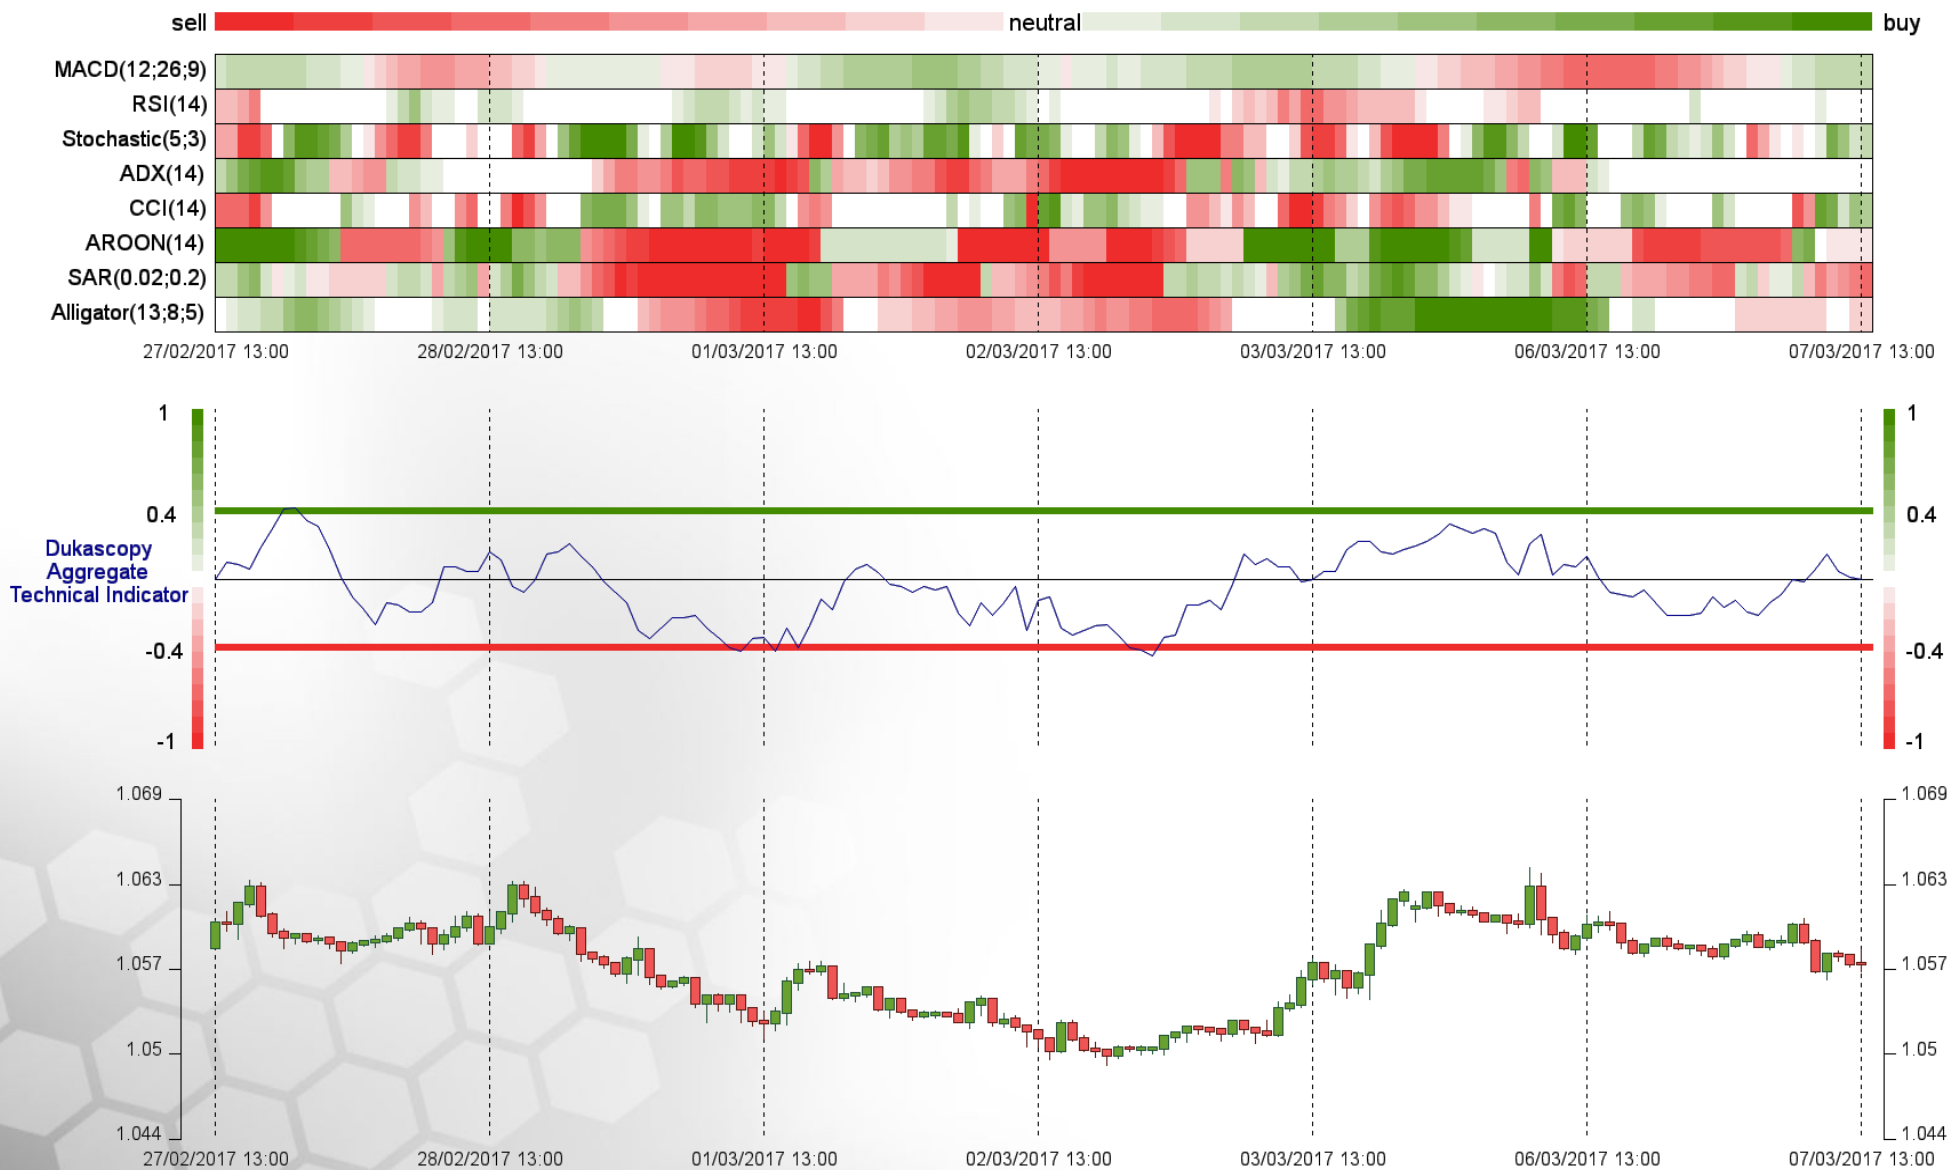 sell neutral buy
MACD(12;26;9)
RSI(14)
Stochastic(5;3)
ADX(14)
CCI(14)
AROON(14)
SAR(0.02;0.2)
Alligator(13;8;5)
27/02/2017 13:00 28/02/2017 13:00 01/03/2017 13:00 02/03/2017 13:00 03/03/2017 13:00 06/03/2017 13:00 07/03/2017 13:00
1 1
0.4 0.4
Dukascopy
Aggregate
Technical Indicator
-0.4 -0.4
-1 -1
1.069 1.069
1.063 1.063
1.057 1.057
1.05 1.05
1.044 1.044
27/02/2017 13:00 28/02/2017 13:00 01/03/2017 13:00 02/03/2017 13:00 03/03/2017 13:00 06/03/2017 13:00 07/03/2017 13:00